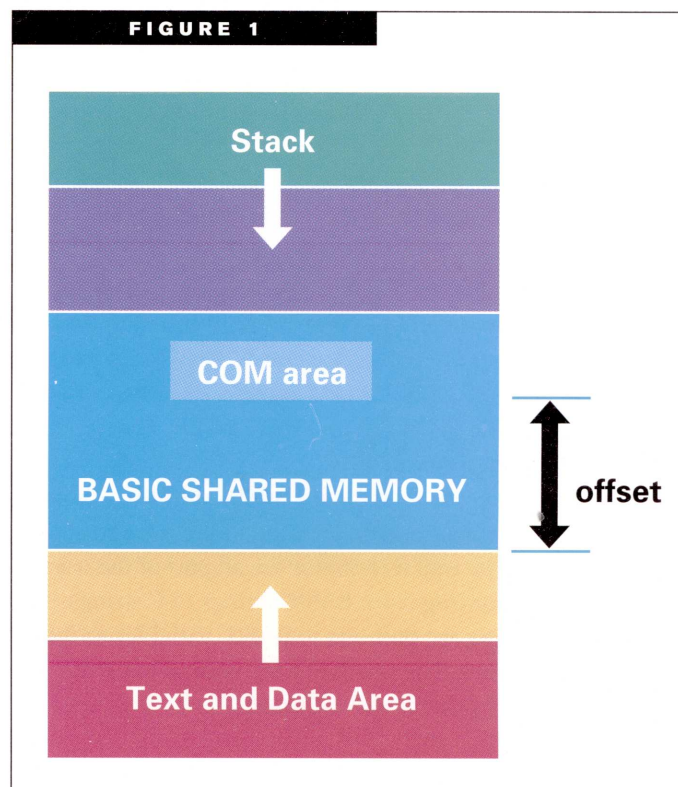 FIGURE 1
Stack
COM area
BASIC SHARED MEMORY
offset
Text and Data Area